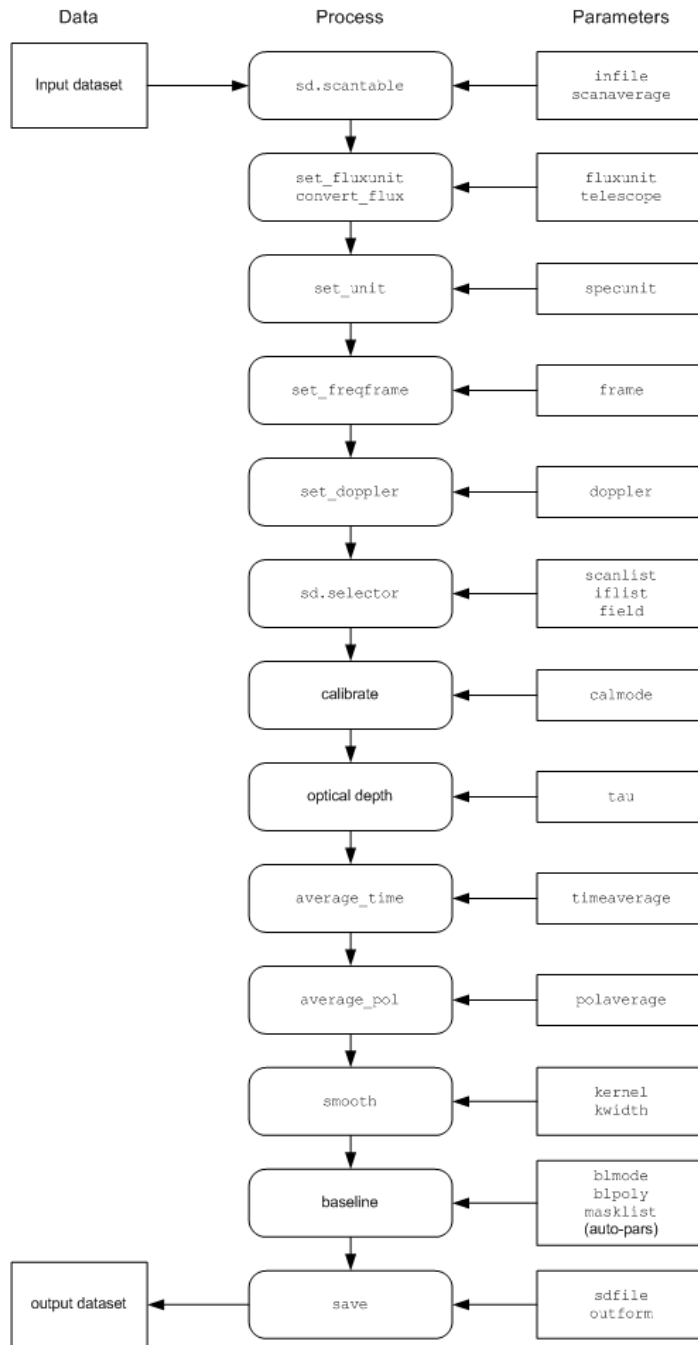 Data
Process
Parameters
Input dataset
sd.scantable
infile
scanaverage
set_fluxunit
convert_flux
fluxunit
telescope
set_unit
specunit
set_freqframe
frame
set_doppler
doppler
sd.selector
scanlist
iflist
field
calibrate
calmode
optical depth
tau
average_time
timeaverage
average_pol
polaverage
smooth
kernel
kwidth
baseline
blmode
blpoly
masklist
(auto-pars)
output dataset
save
sdfile
outform